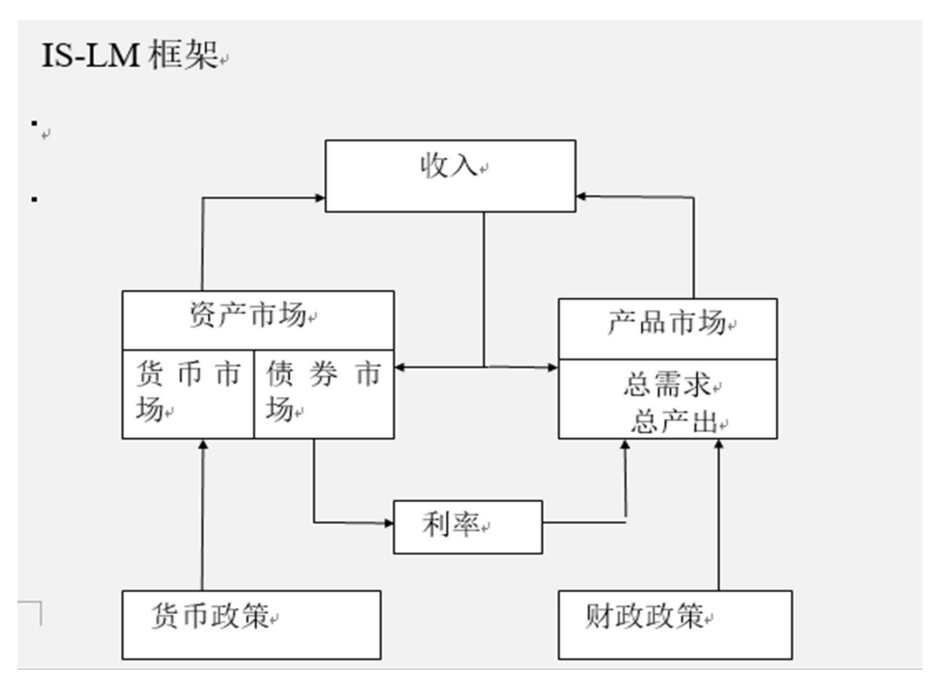 IS-LM 框架
收入
资产市场
产品市场
货币市
场
债券市
场
总需求
总产出
利率
货币政策
财政政策